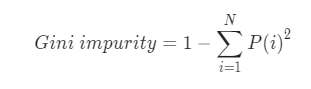 Gini impurity = 1 − ∑_{i=1}^{N} P(i)²